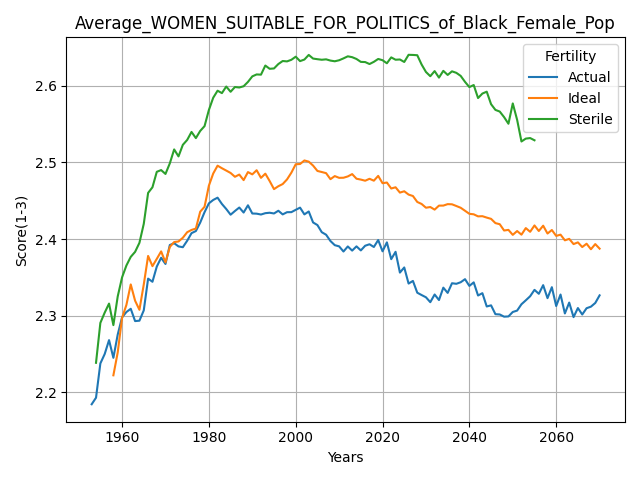 Average_WOMEN_SUITABLE_FOR_POLITICS_of_Black_Female_Pop
Fertility
Actual
Ideal
Sterile
Score(1-3)
2.6
2.5
2.4
2.3
2.2
1960 1980 2000 2020 2040 2060
Years